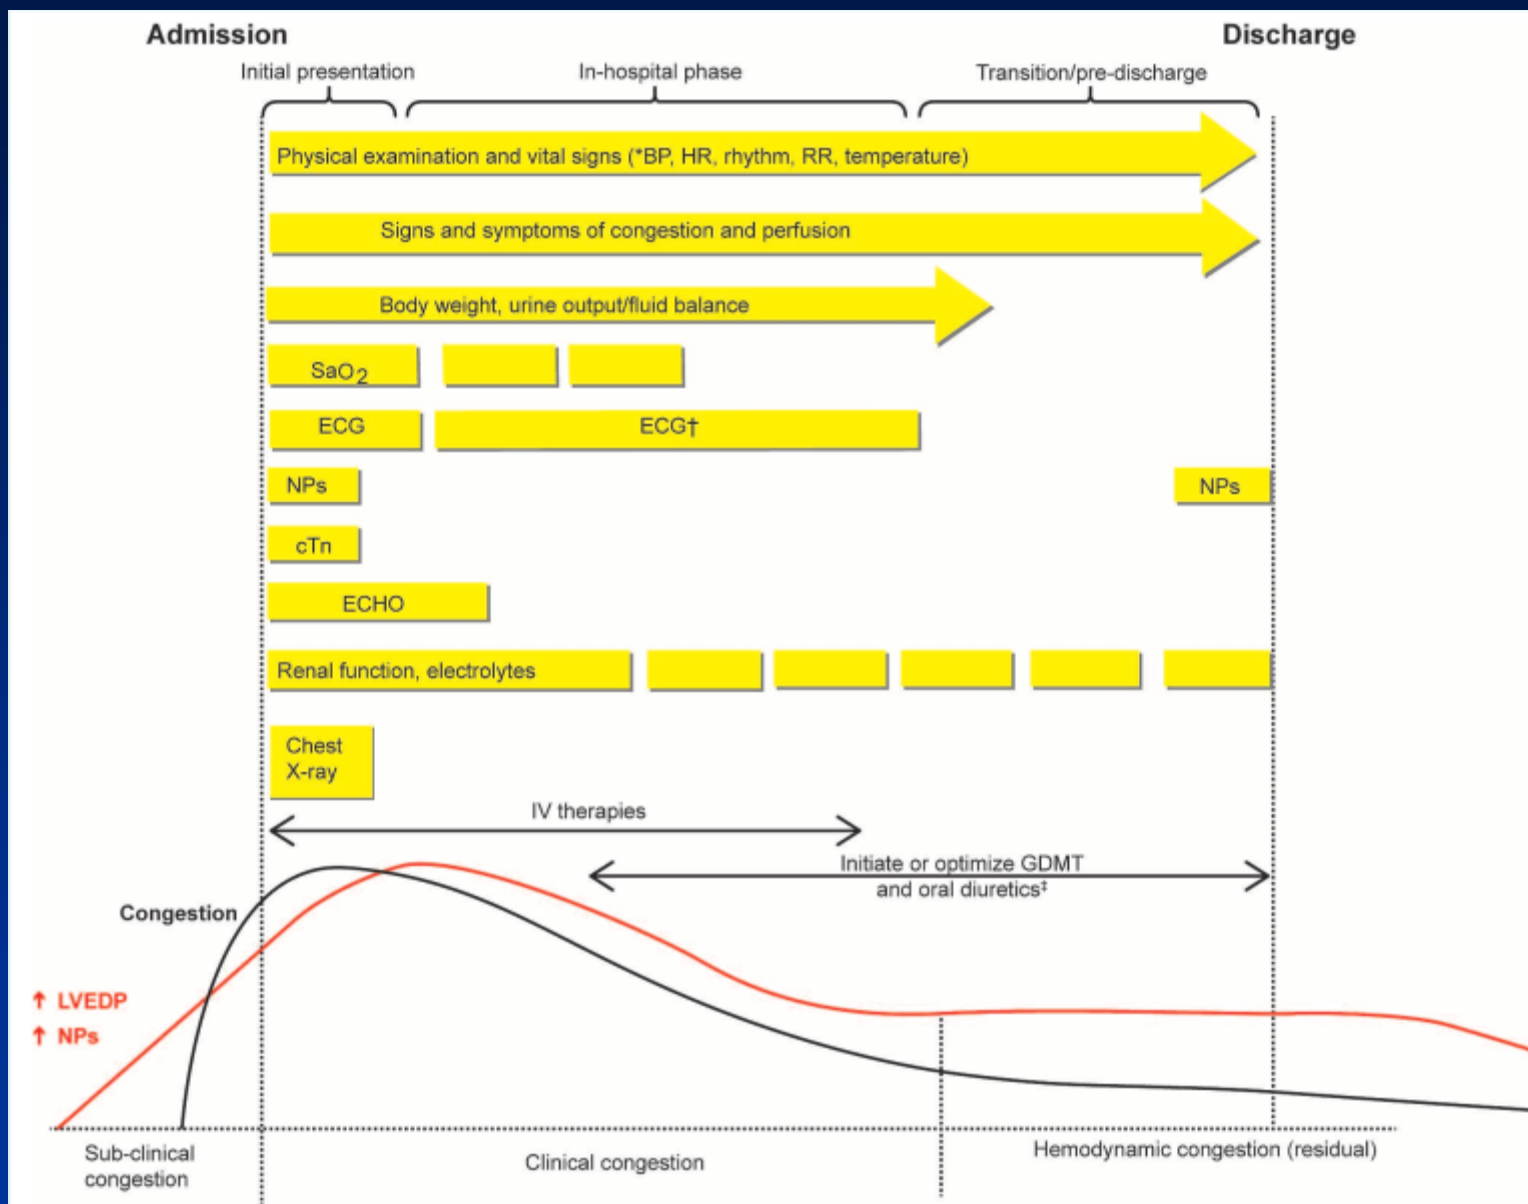 Admission
Discharge
Initial presentation
In-hospital phase
Transition/pre-discharge
Physical examination and vital signs (*BP, HR, rhythm, RR, temperature)
Signs and symptoms of congestion and perfusion
Body weight, urine output/fluid balance
SaO2
ECG
ECG†
NPs
NPs
cTn
ECHO
Renal function, electrolytes
Chest
X-ray
IV therapies
Initiate or optimize GDMT
and oral diuretics‡
Congestion
↑ LVEDP
↑ NPs
Sub-clinical
congestion
Clinical congestion
Hemodynamic congestion (residual)